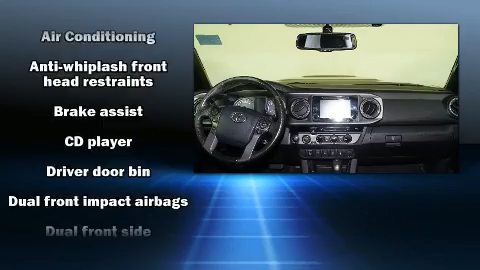 Air Conditioning
Anti-whiplash front
head restraints
Brake assist
CD player
Driver door bin
Dual front impact airbags
Dual front side